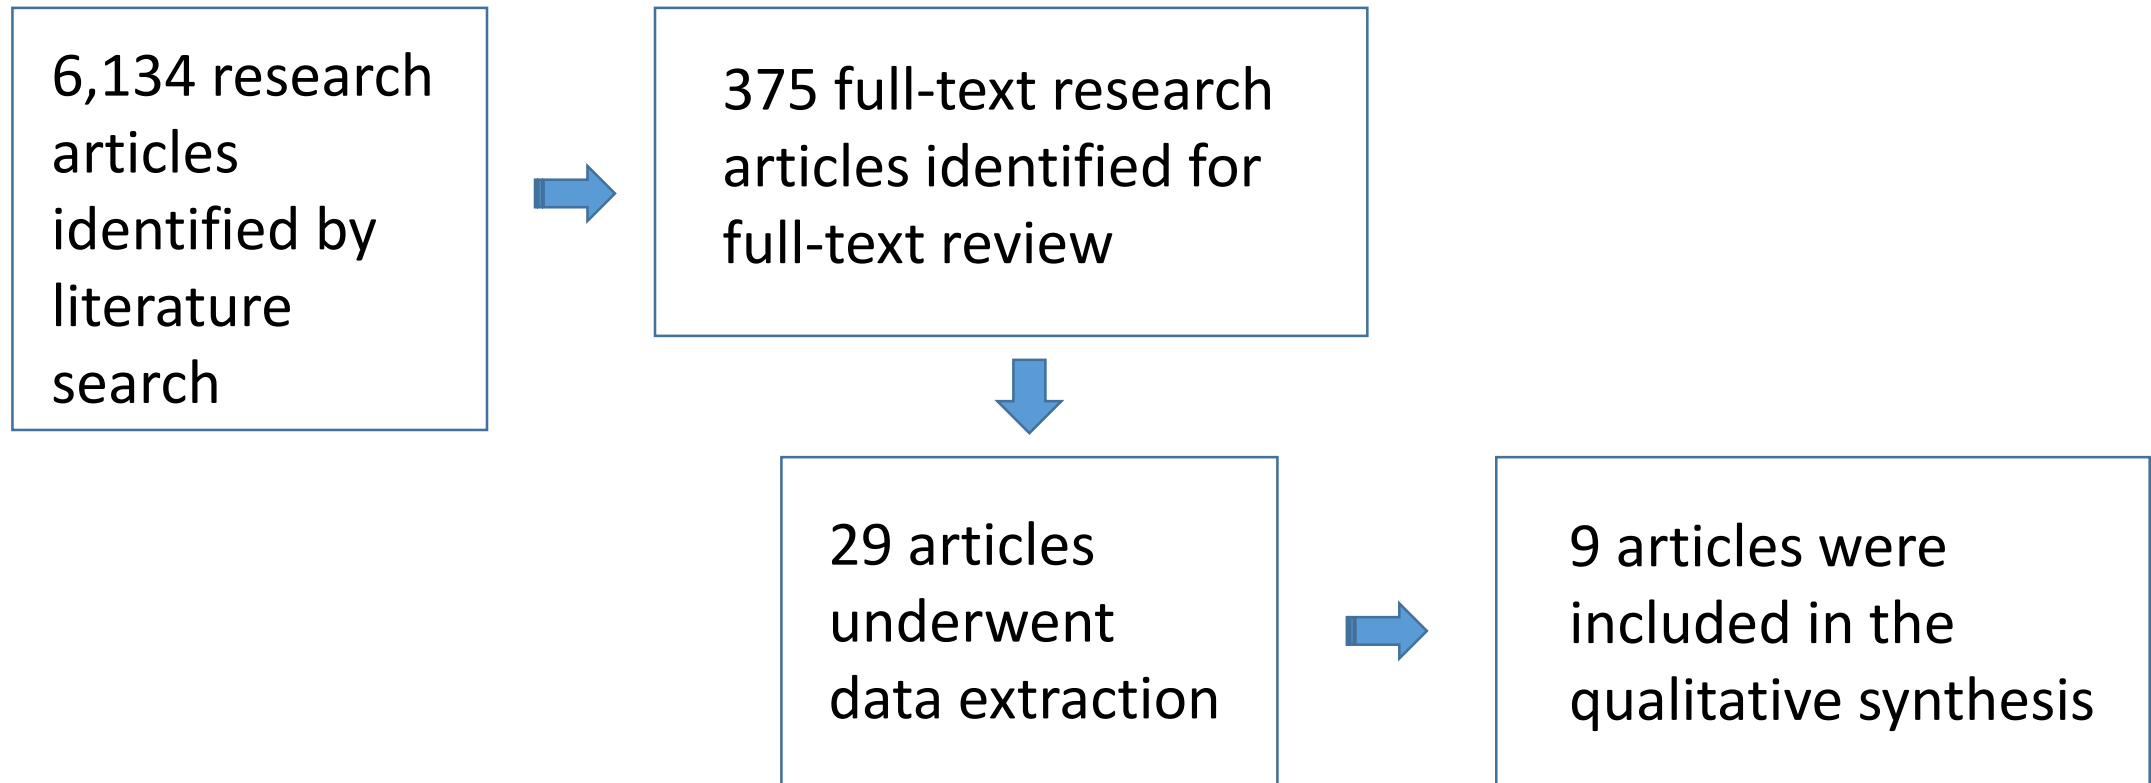 6,134 research
articles
identified by
literature
search
375 full-text research
articles identified for
full-text review
29 articles
underwent
data extraction
9 articles were
included in the
qualitative synthesis